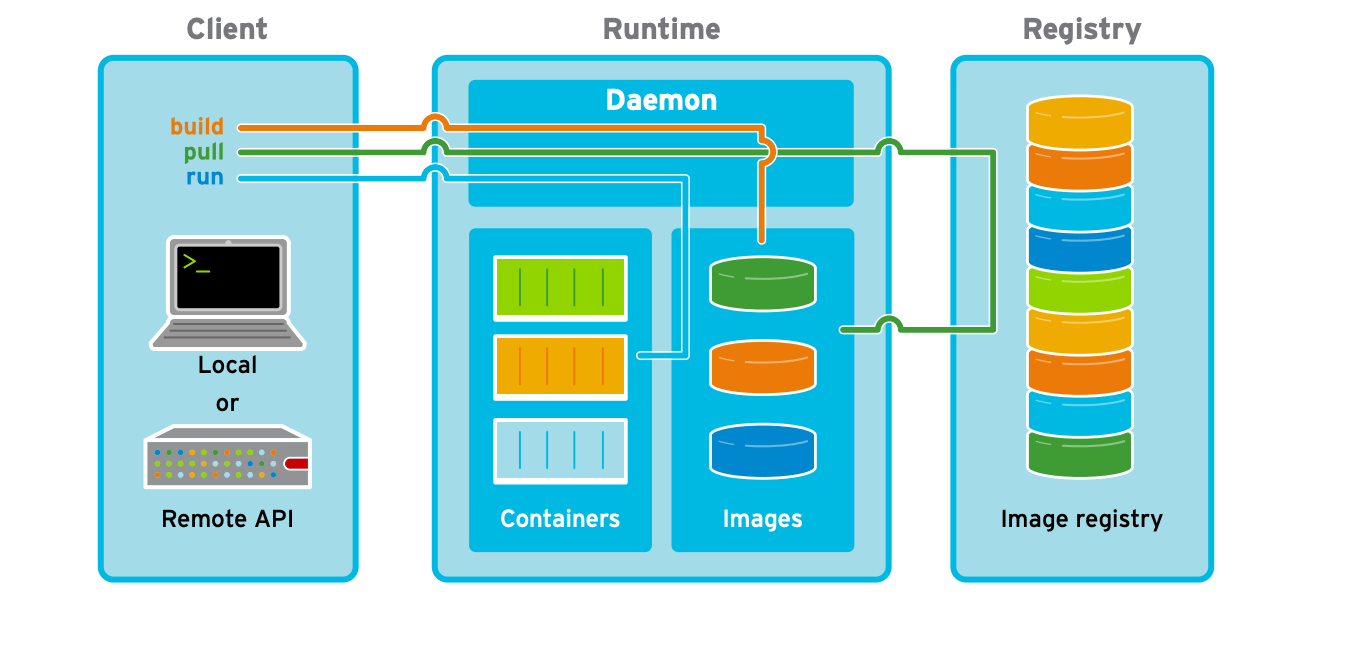 Client
Runtime
Registry
Daemon
build
pull
run
>_
Local
or
Remote API
Containers
Images
Image registry